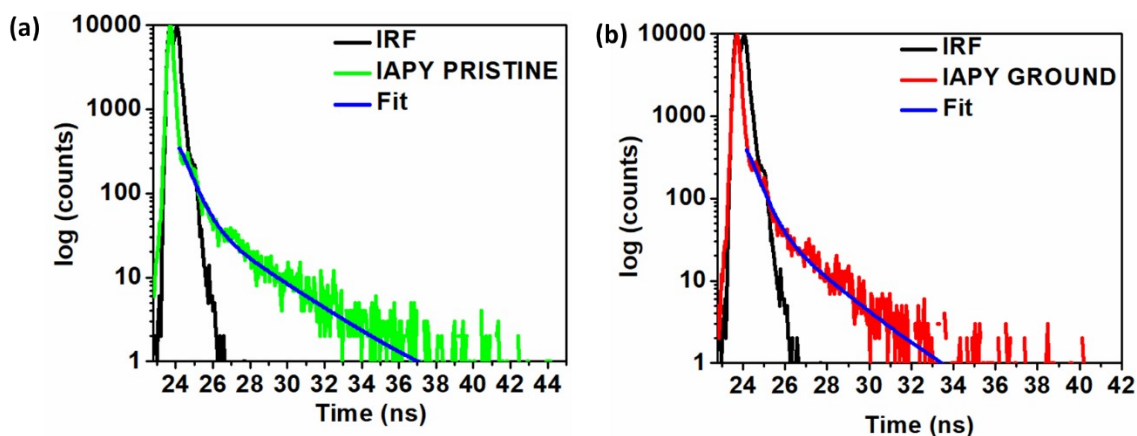 (a)
IRF
IAPY PRISTINE
Fit
10000
1000
100
10
1
log (counts)
24 26 28 30 32 34 36 38 40 42 44
Time (ns)
(b)
IRF
IAPY GROUND
Fit
10000
1000
100
10
1
log (counts)
24 26 28 30 32 34 36 38 40 42
Time (ns)